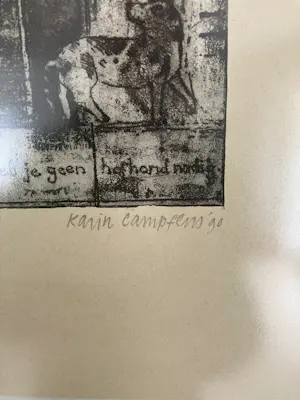 je geen hofhond nodig
Karin Campfens '90